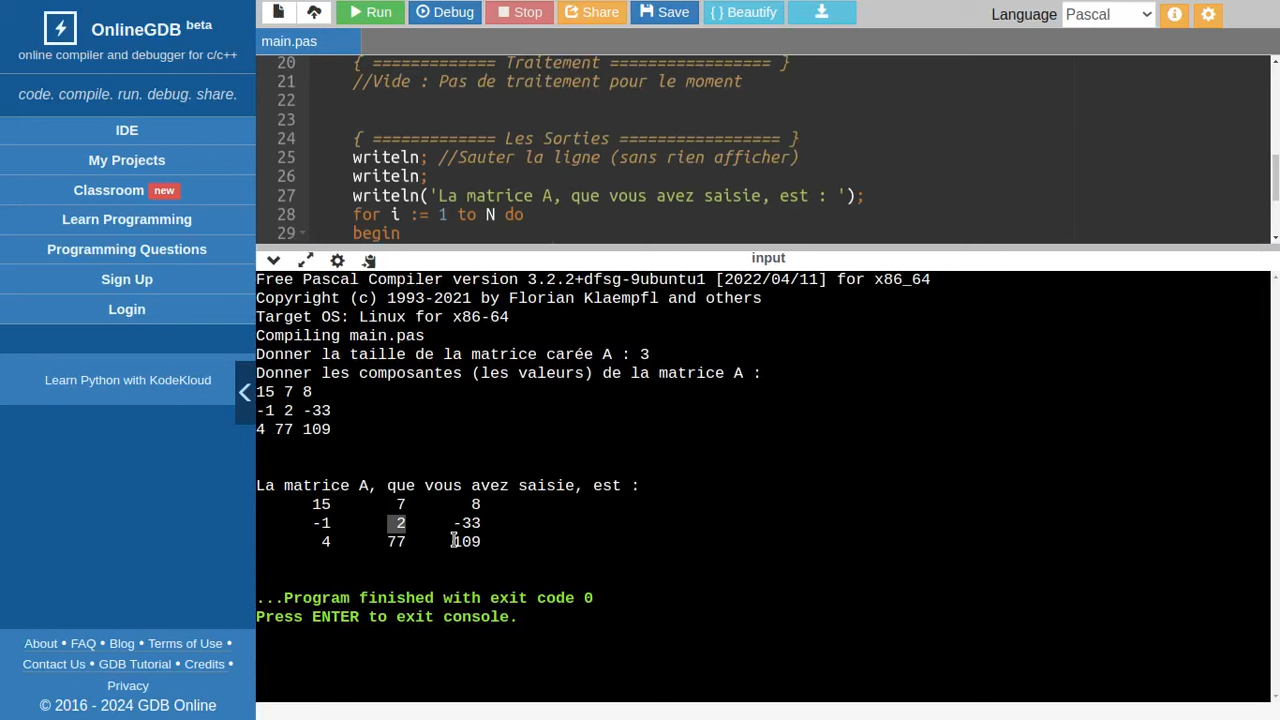 OnlineGDB beta
online compiler and debugger for c/c++
code. compile. run. debug. share.
IDE
My Projects
Classroom new
Learn Programming
Programming Questions
Sign Up
Login
Learn Python with KodeKloud
About • FAQ • Blog • Terms of Use •
Contact Us • GDB Tutorial • Credits •
Privacy
© 2016 - 2024 GDB Online
Run Debug Stop Share Save { } Beautify Language Pascal
main.pas
20 { ============= Traitement ================= }
21 //Vide : Pas de traitement pour le moment
22
23
24 { ============= Les Sorties ================= }
25 writeln; //Sauter la ligne (sans rien afficher)
26 writeln;
27 writeln('La matrice A, que vous avez saisie, est : ');
28 for i := 1 to N do
29 begin
input
Free Pascal Compiler version 3.2.2+dfsg-9ubuntu1 [2022/04/11] for x86_64
Copyright (c) 1993-2021 by Florian Klaempfl and others
Target OS: Linux for x86-64
Compiling main.pas
Donner la taille de la matrice carée A : 3
Donner les composantes (les valeurs) de la matrice A :
15 7 8
-1 2 -33
4 77 109
La matrice A, que vous avez saisie, est :
15 7 8
-1 2 -33
4 77 109
...Program finished with exit code 0
Press ENTER to exit console.